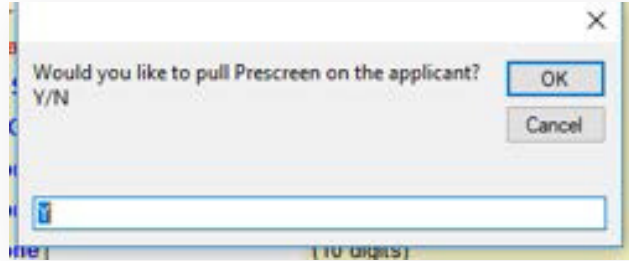 Would you like to pull Prescreen on the applicant?
OK
Y/N
Cancel
Y
(10 digits)